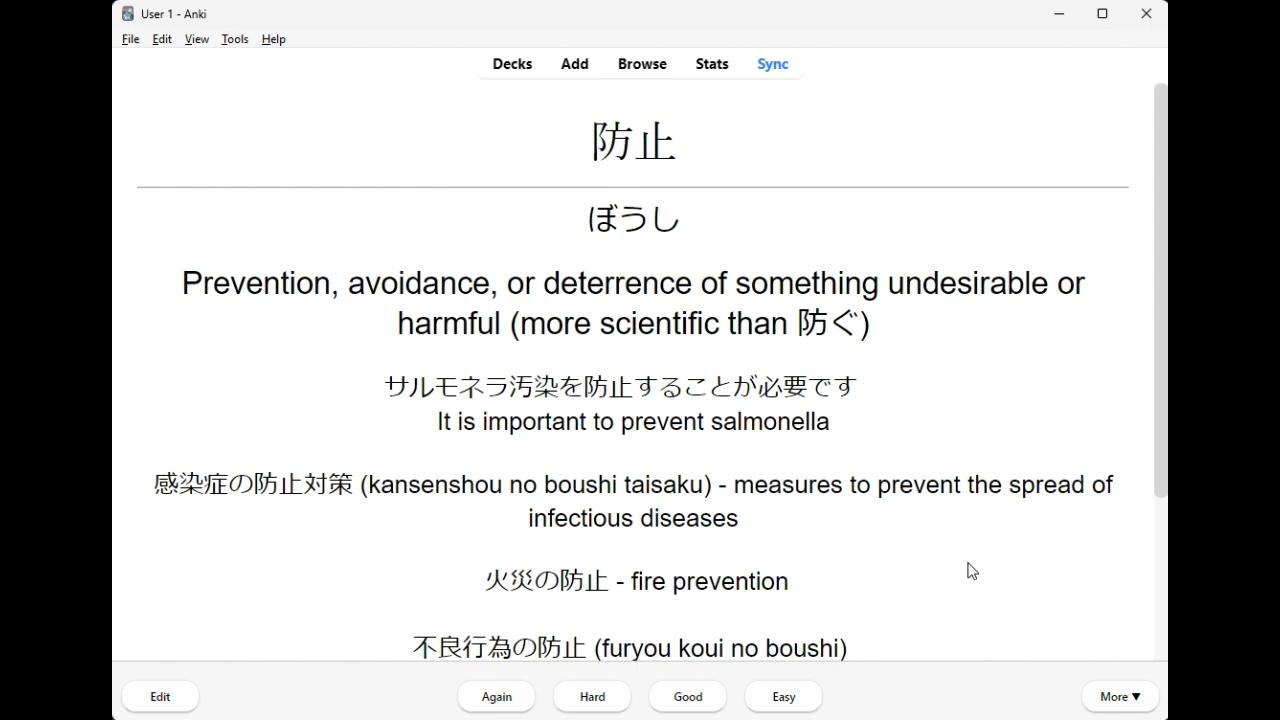 User 1 - Anki
File Edit View Tools Help
Decks Add Browse Stats Sync
防止
ぼうし
Prevention, avoidance, or deterrence of something undesirable or
harmful (more scientific than 防ぐ)
サルモネラ汚染を防止することが必要です
It is important to prevent salmonella
感染症の防止対策 (kansenshou no boushi taisaku) - measures to prevent the spread of
infectious diseases
火災の防止 - fire prevention
不良行為の防止 (furyou koui no boushi)
Edit Again Hard Good Easy More ▼